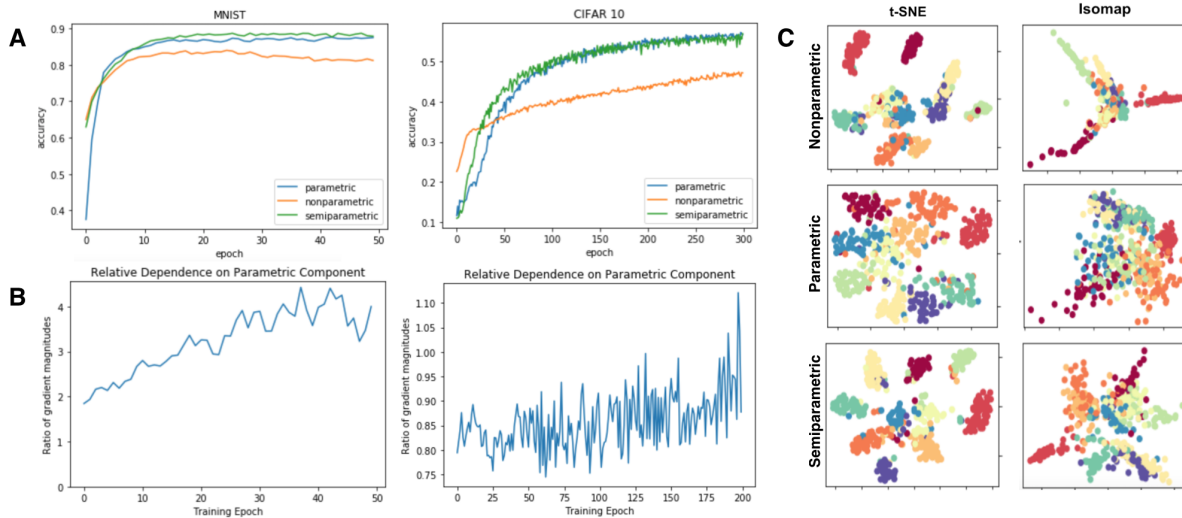 A
MNIST
accuracy
0.9
0.8
0.7
0.6
0.5
0.4
parametric
nonparametric
semiparametric
0 10 20 30 40 50
epoch
CIFAR 10
accuracy
0.5
0.4
0.3
0.2
0.1
parametric
nonparametric
semiparametric
0 50 100 150 200 250 300
epoch
B
Relative Dependence on Parametric Component
Ratio of gradient magnitudes
4
3
2
1
0
0 10 20 30 40 50
Training Epoch
Relative Dependence on Parametric Component
Ratio of gradient magnitudes
1.10
1.05
1.00
0.95
0.90
0.85
0.80
0.75
0 25 50 75 100 125 150 175 200
Training Epoch
C
t-SNE
Isomap
Nonparametric
Parametric
Semiparametric